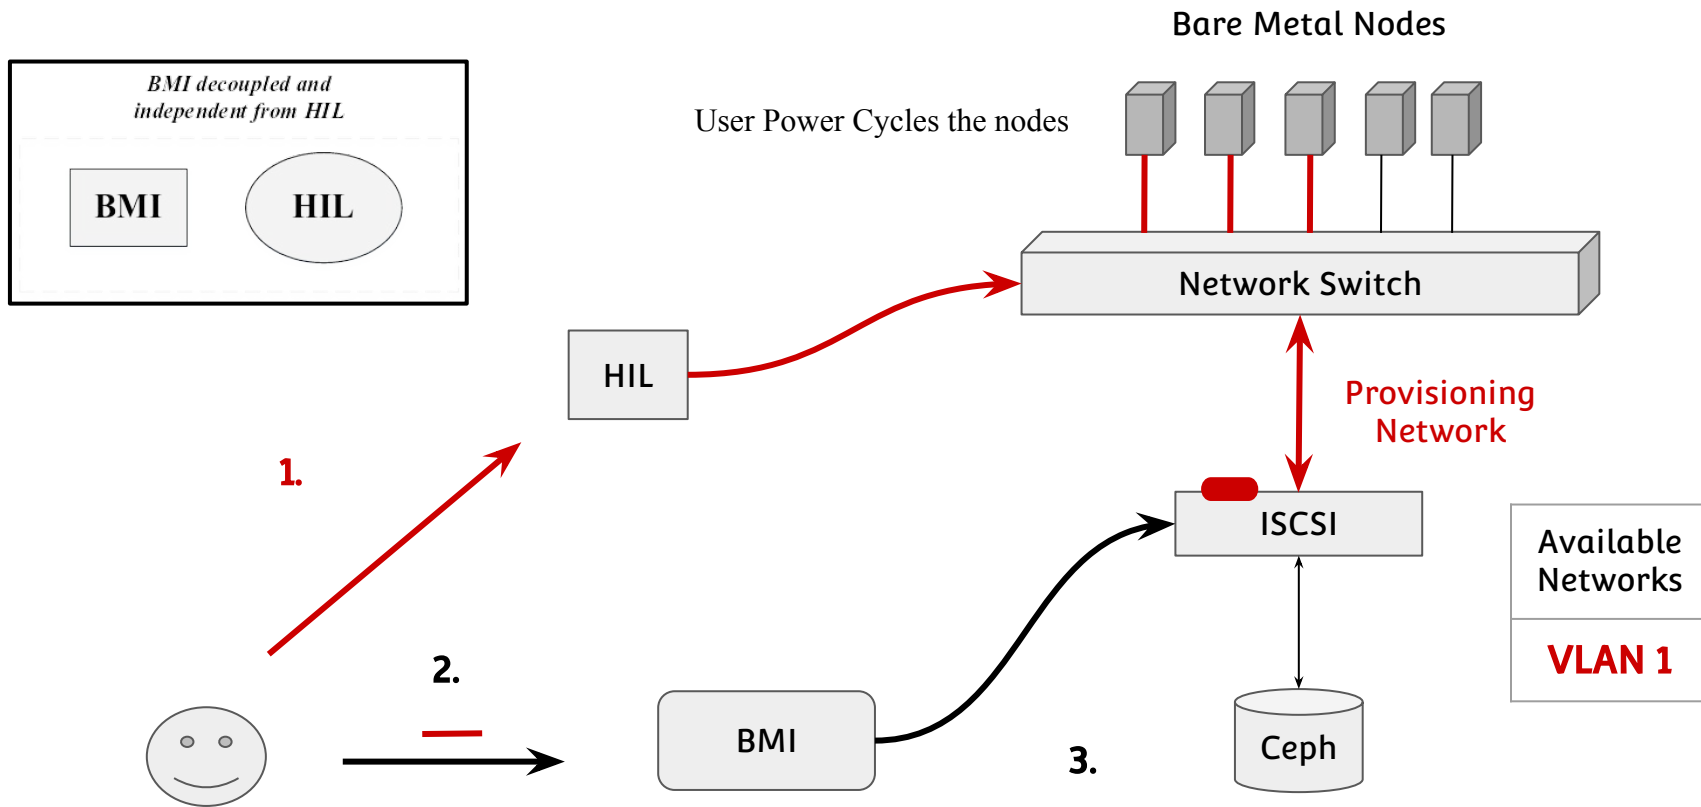 Bare Metal Nodes
BMI decoupled and
independent from HIL
BMI
HIL
User Power Cycles the nodes
Network Switch
HIL
Provisioning
Network
1.
ISCSI
Available
Networks
VLAN 1
2.
BMI
3.
Ceph